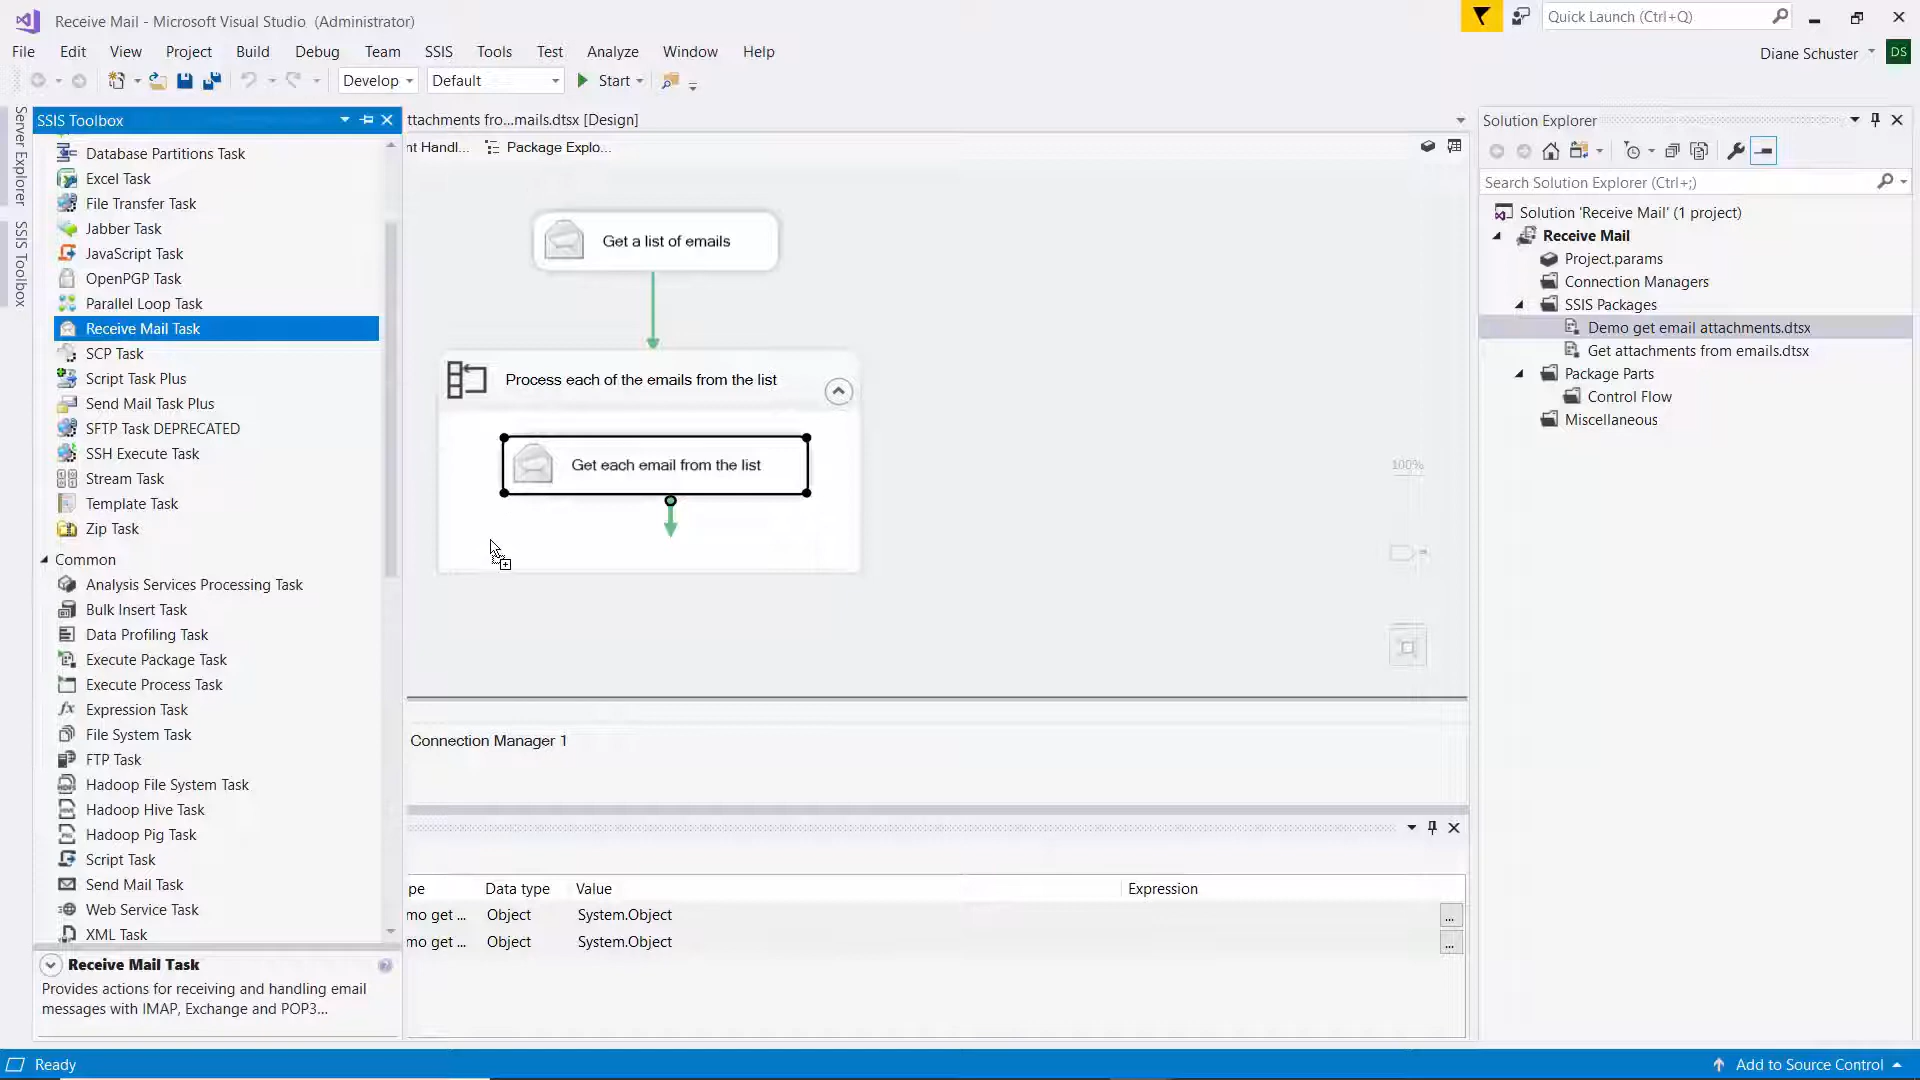 Receive Mail - Microsoft Visual Studio (Administrator)
Quick Launch (Ctrl+Q)
File Edit View Project Build Debug Team SSIS Tools Test Analyze Window Help
Diane Schuster DS
Develop Default Start
Server Explorer
SSIS Toolbox
SSIS Toolbox
Database Partitions Task
Excel Task
File Transfer Task
Jabber Task
JavaScript Task
OpenPGP Task
Parallel Loop Task
Receive Mail Task
SCP Task
Script Task Plus
Send Mail Task Plus
SFTP Task DEPRECATED
SSH Execute Task
Stream Task
Template Task
Zip Task
Common
Analysis Services Processing Task
Bulk Insert Task
Data Profiling Task
Execute Package Task
Execute Process Task
Expression Task
File System Task
FTP Task
Hadoop File System Task
Hadoop Hive Task
Hadoop Pig Task
Script Task
Send Mail Task
Web Service Task
XML Task
Receive Mail Task
Provides actions for receiving and handling email
messages with IMAP, Exchange and POP3...
ttachments fro...mails.dtsx [Design]
nt Handl... Package Explo...
Get a list of emails
Process each of the emails from the list
Get each email from the list
100%
Connection Manager 1
pe Data type Value Expression
mo get ... Object System.Object ...
mo get ... Object System.Object ...
Solution Explorer
Search Solution Explorer (Ctrl+;)
Solution 'Receive Mail' (1 project)
Receive Mail
Project.params
Connection Managers
SSIS Packages
Demo get email attachments.dtsx
Get attachments from emails.dtsx
Package Parts
Control Flow
Miscellaneous
Ready
Add to Source Control